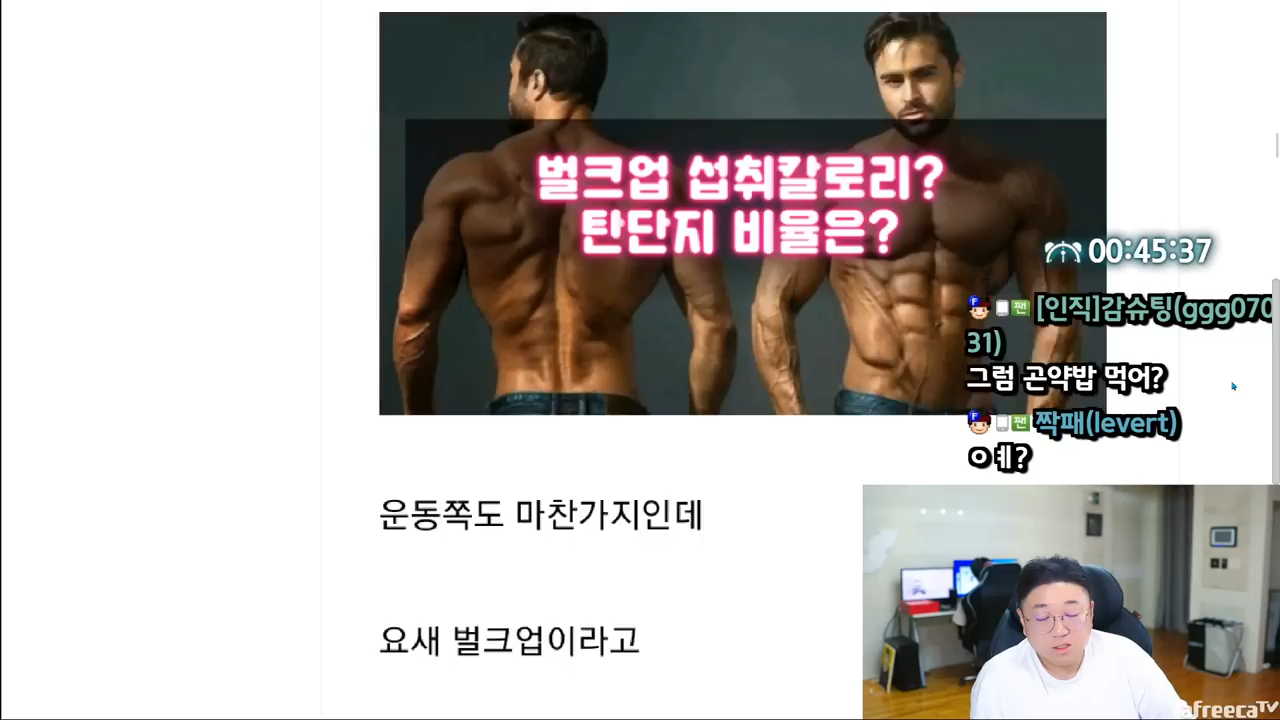 벌크업 섭취칼로리?
탄단지 비율은?
00:45:37
[인직]감슈팅(ggg070
31)
그럼 곤약밥 먹어?
짝패(levert)
ㅇ톄?
운동쪽도 마찬가지인데
요새 벌크업이라고
afreecaTV